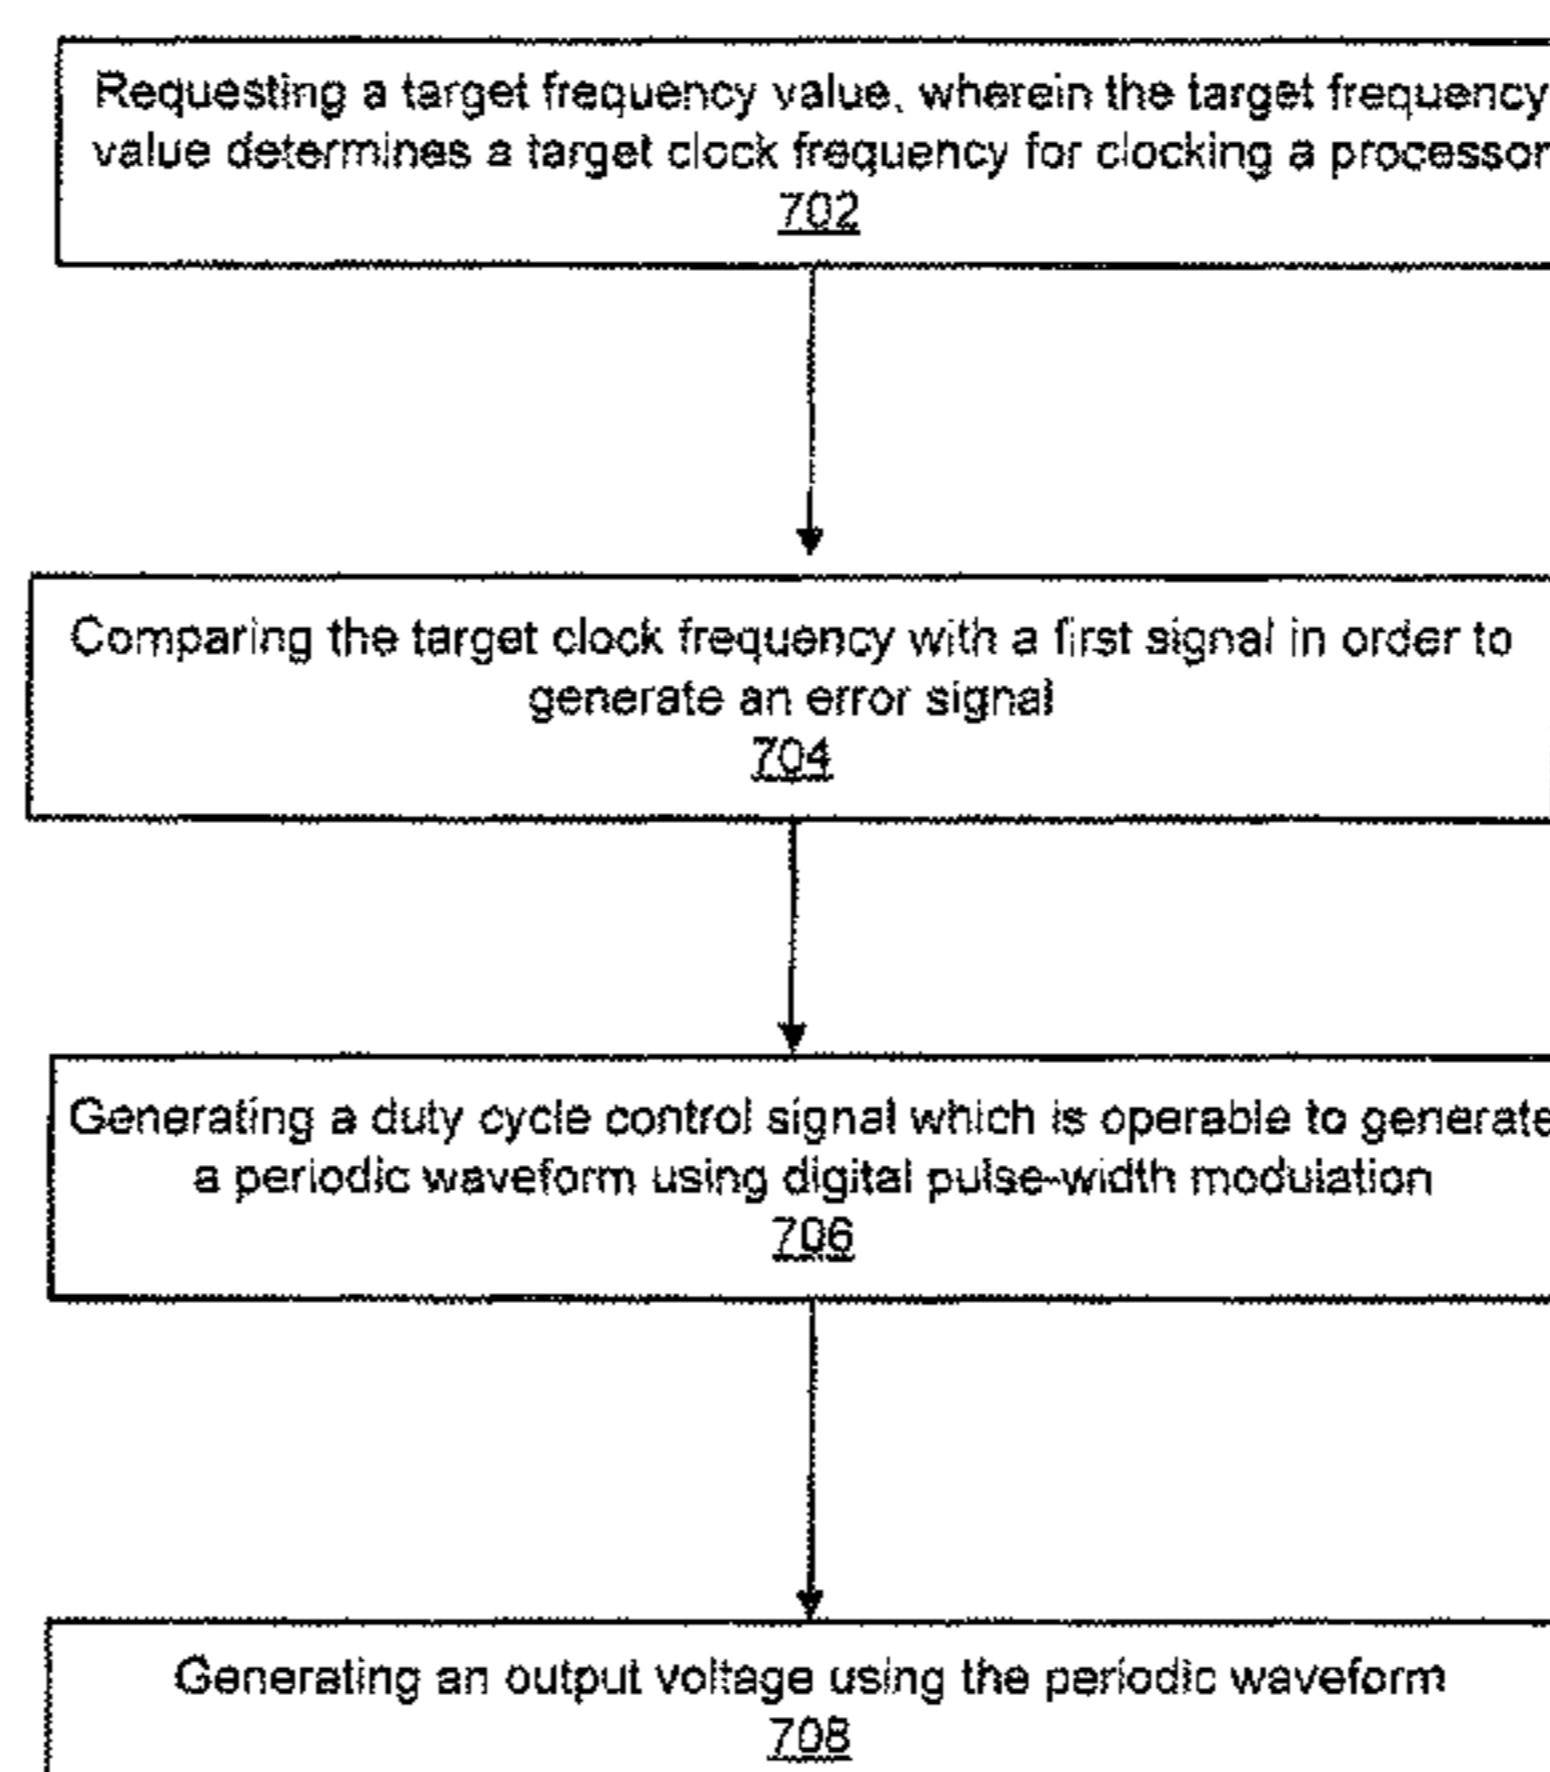 Requesting a target frequency value, wherein the target frequency
value determines a target clock frequency for clocking a processor
702
Comparing the target clock frequency with a first signal in order to
generate an error signal
704
Generating a duty cycle control signal which is operable to generate
a periodic waveform using digital pulse-width modulation
706
Generating an output voltage using the periodic waveform
708